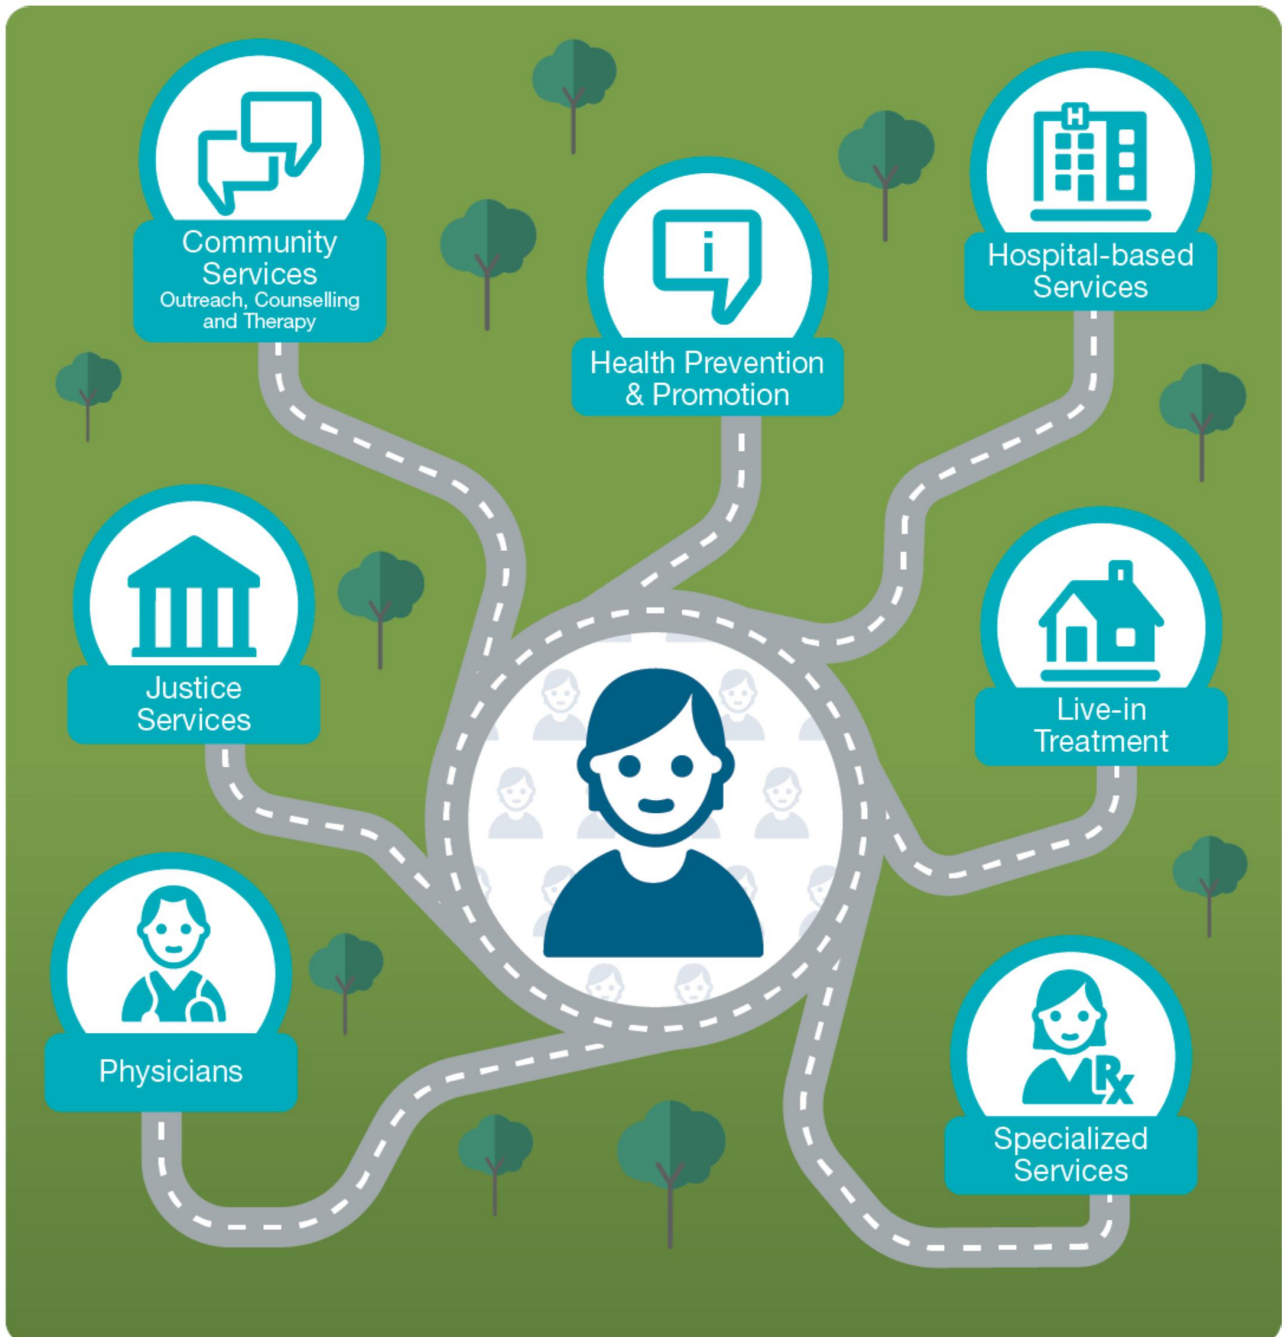 Community
Services
Outreach, Counselling
and Therapy
i
Health Prevention
& Promotion
H
Hospital-based
Services
Justice
Services
Live-in
Treatment
Physicians
Rx
Specialized
Services